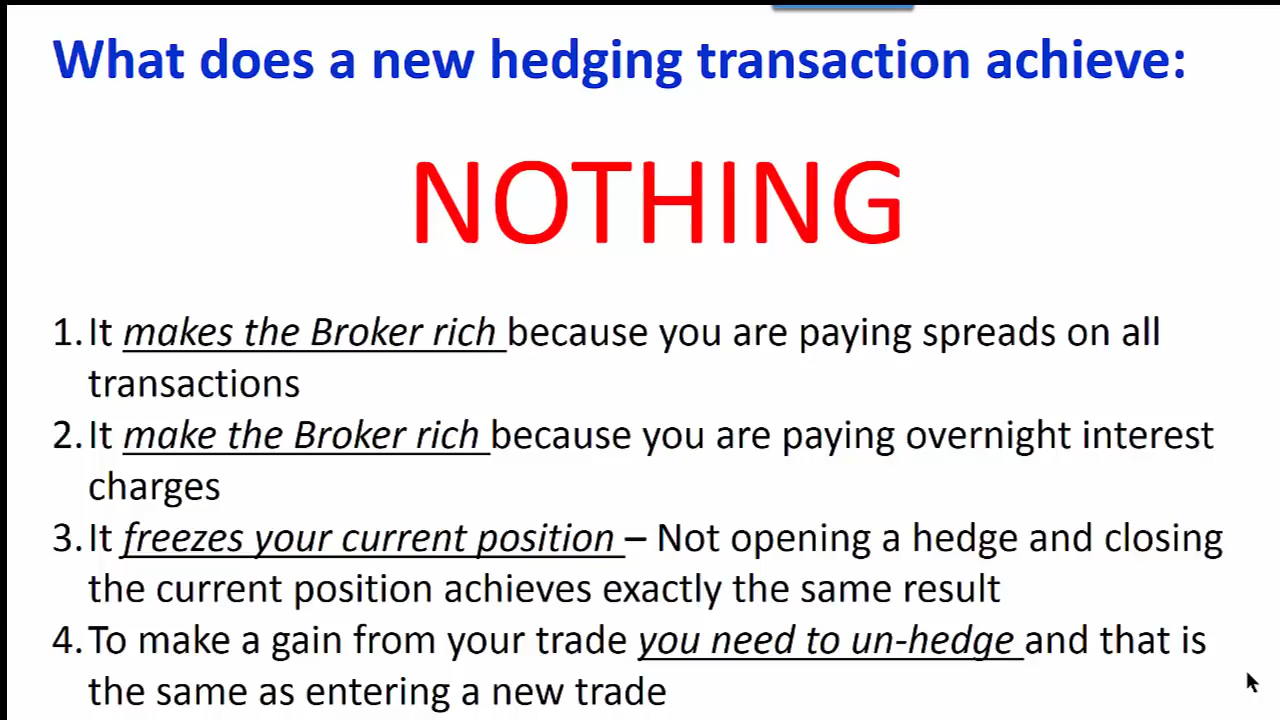 What does a new hedging transaction achieve:
NOTHING
1. It makes the Broker rich because you are paying spreads on all
transactions
2. It make the Broker rich because you are paying overnight interest
charges
3. It freezes your current position – Not opening a hedge and closing
the current position achieves exactly the same result
4. To make a gain from your trade you need to un-hedge and that is
the same as entering a new trade